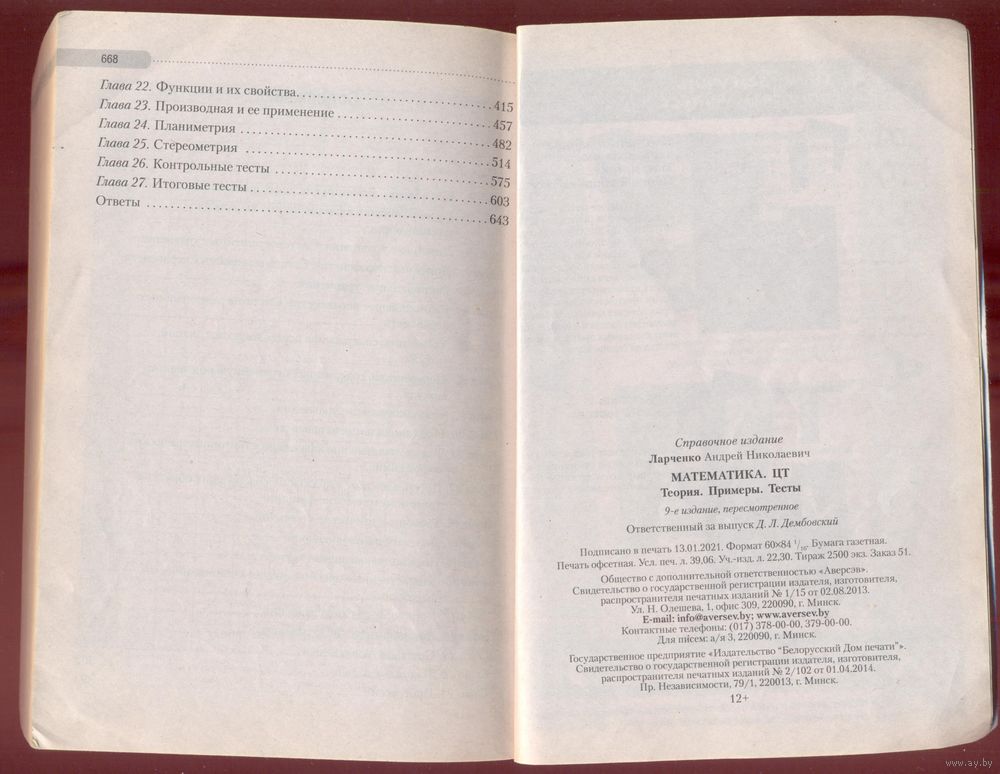 668
Глава 22. Функции и их свойства. 415
Глава 23. Производная и ее применение 457
Глава 24. Планиметрия 482
Глава 25. Стереометрия 514
Глава 26. Контрольные тесты 575
Глава 27. Итоговые тесты 603
Ответы 643
Справочное издание
Ларченко Андрей Николаевич
МАТЕМАТИКА. ЦТ
Теория. Примеры. Тесты
9-е издание, пересмотренное
Ответственный за выпуск Д. Л. Дембовский
Подписано в печать 13.01.2021. Формат 60×84 1/16. Бумага газетная.
Печать офсетная. Усл. печ. л. 39,06. Уч.-изд. л. 22,30. Тираж 2500 экз. Заказ 51.
Общество с дополнительной ответственностью «Аверсэв».
Свидетельство о государственной регистрации издателя, изготовителя,
распространителя печатных изданий № 1/15 от 02.08.2013.
Ул. Н. Олешева, 1, офис 309, 220090, г. Минск.
E-mail: info@aversev.by; www.aversev.by
Контактные телефоны: (017) 378-00-00, 379-00-00.
Для писем: а/я 3, 220090, г. Минск.
Государственное предприятие «Издательство "Белорусский Дом печати"».
Свидетельство о государственной регистрации издателя, изготовителя,
распространителя печатных изданий № 2/102 от 01.04.2014.
Пр. Независимости, 79/1, 220013, г. Минск.
12+
www.ay.by